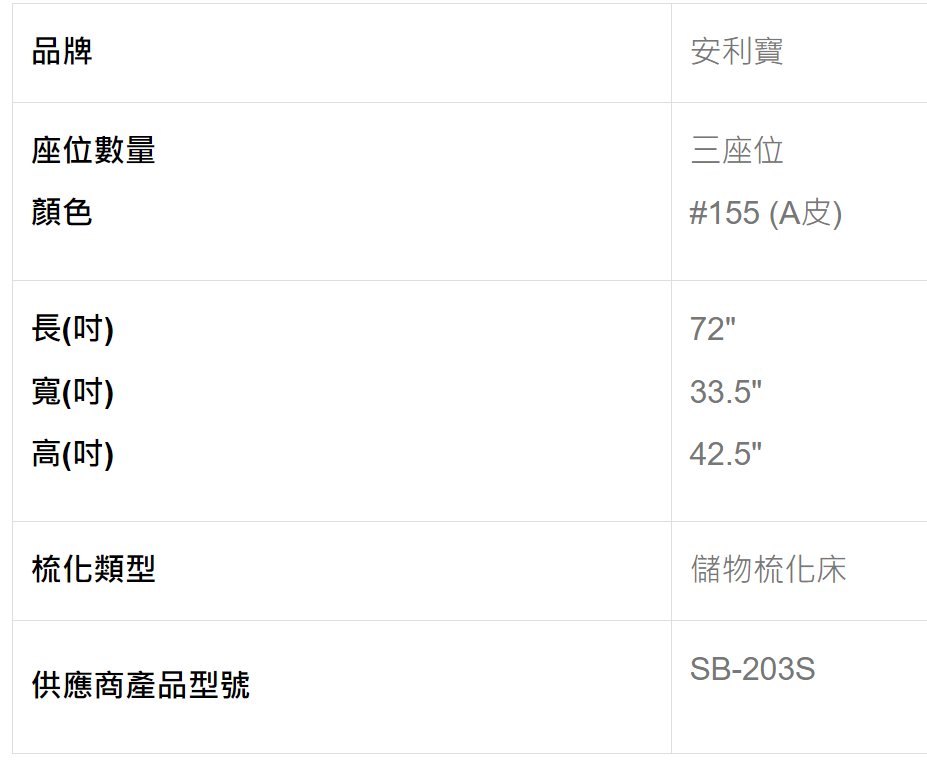 品牌 安利寶
座位數量 三座位
顏色 #155 (A皮)
長(吋) 72"
寬(吋) 33.5"
高(吋) 42.5"
梳化類型 儲物梳化床
供應商產品型號 SB-203S